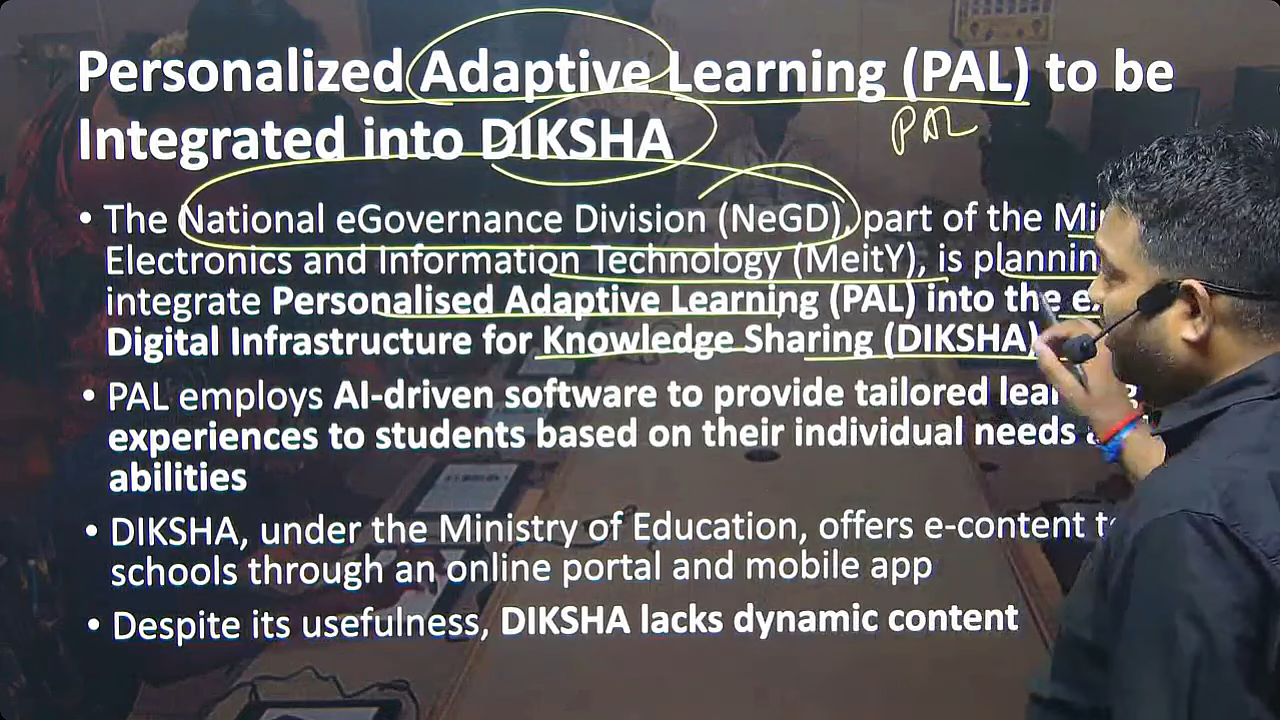 Personalized Adaptive Learning (PAL) to be
Integrated into DIKSHA
PAL
• The National eGovernance Division (NeGD), part of the
Electronics and Information Technology (MeitY), is
integrate Personalised Adaptive Learning (PAL) into the
Digital Infrastructure for Knowledge Sharing (DIKSHA)
• PAL employs AI-driven software to provide tailored
experiences to students based on their individual needs
abilities
• DIKSHA, under the Ministry of Education, offers e-content
schools through an online portal and mobile app
• Despite its usefulness, DIKSHA lacks dynamic content